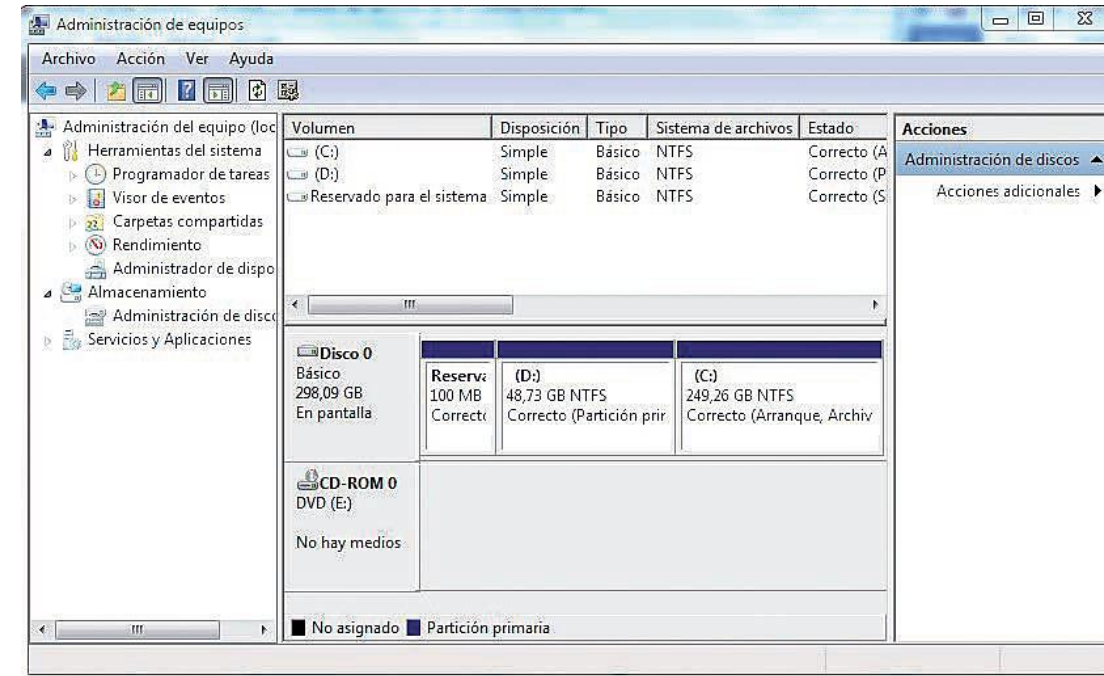 Administración de equipos
Archivo Acción Ver Ayuda
Administración del equipo (loc
Herramientas del sistema
Programador de tareas
Visor de eventos
Carpetas compartidas
Rendimiento
Administrador de dispo
Almacenamiento
Administración de disco
Servicios y Aplicaciones
Volumen Disposición Tipo Sistema de archivos Estado
(C:) Simple Básico NTFS Correcto (A
(D:) Simple Básico NTFS Correcto (P
Reservado para el sistema Simple Básico NTFS Correcto (S
Disco 0
Básico
298,09 GB
En pantalla
Reserva
100 MB
Correcto
(D:)
48,73 GB NTFS
Correcto (Partición prir
(C:)
249,26 GB NTFS
Correcto (Arranque, Archiv
CD-ROM 0
DVD (E:)
No hay medios
No asignado Partición primaria
Acciones
Administración de discos
Acciones adicionales